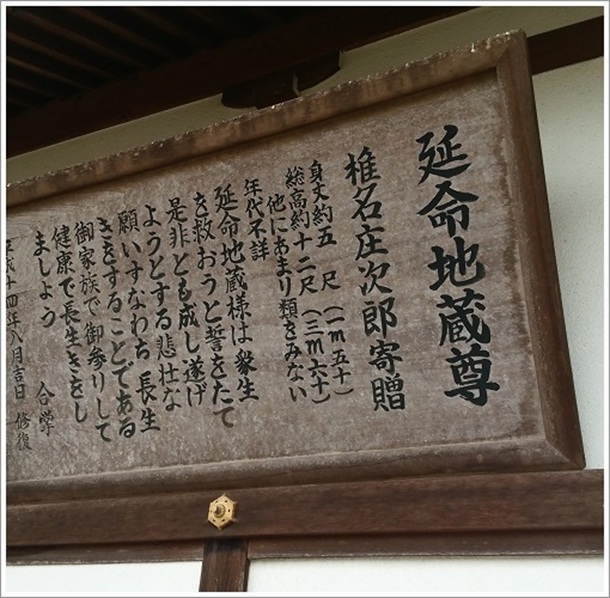 延命地蔵尊
椎名庄次郎寄贈
身丈約五 尺(一m五十)
総高約十二尺(三m六十)
他にあまり類をみない
年代不詳
延命地蔵様は衆生
を救おうと誓をたて
是非とも成し遂げ
ようとする悲壮な
願いすなわち長生
きをすることである
御家族で御参りして
健康で長生きをし
ましょう 合掌
平成十四年八月吉日 修復